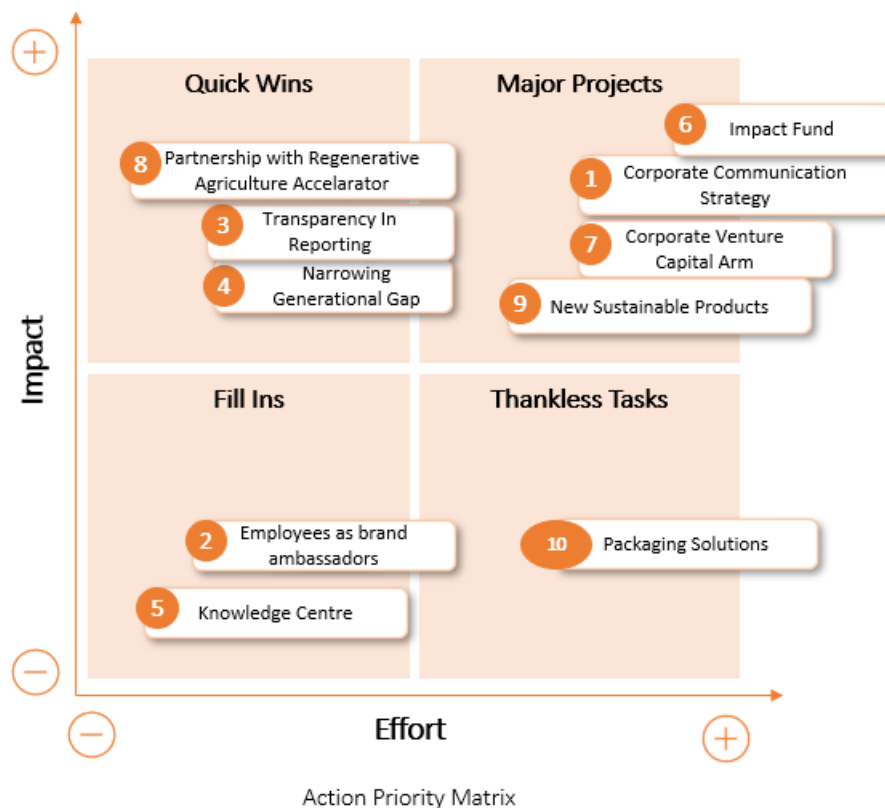 Quick Wins
Major Projects
6
Impact Fund
8
Partnership with Regenerative
Agriculture Accelarator
1
Corporate Communication
Strategy
3
Transparency In
Reporting
7
Corporate Venture
Capital Arm
4
Narrowing
Generational Gap
9
New Sustainable Products
Impact
Fill Ins
Thankless Tasks
2
Employees as brand
ambassadors
10
Packaging Solutions
5
Knowledge Centre
Effort
Action Priority Matrix